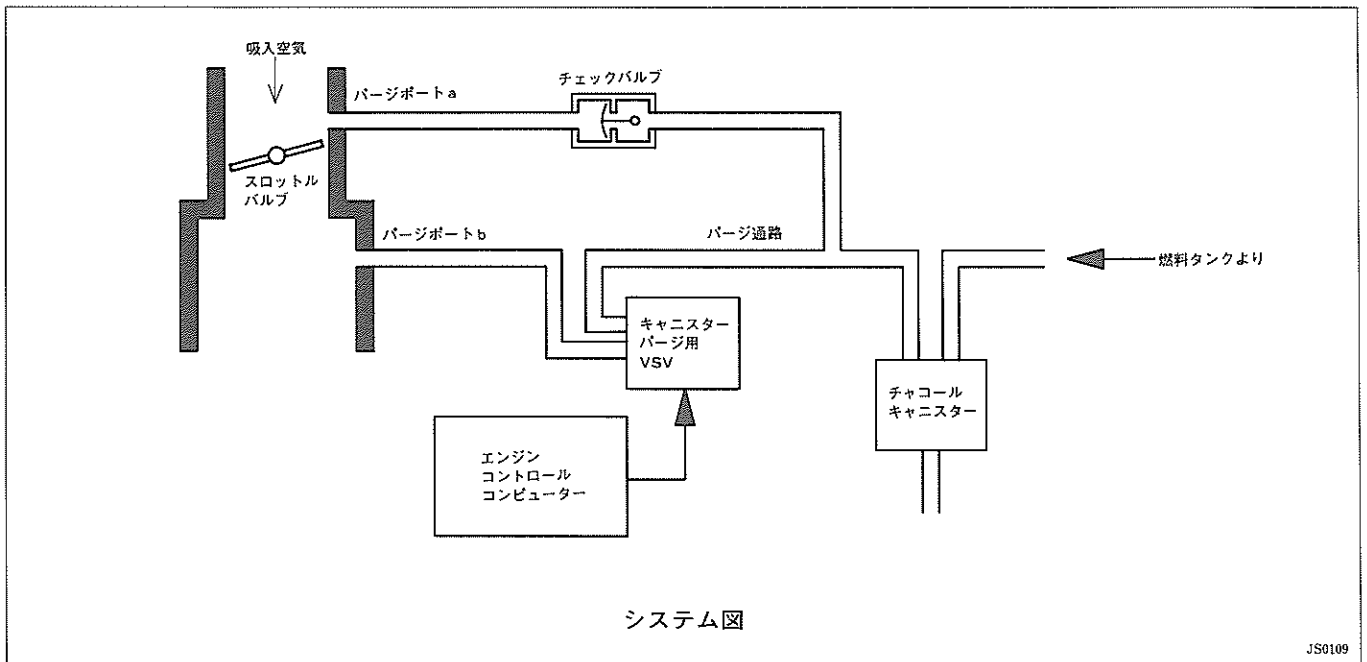 吸入空気
パージポートa
チェックバルブ
スロットル
バルブ
パージポートb
パージ通路
燃料タンクより
キャニスター
パージ用
VSV
チャコール
キャニスター
エンジン
コントロール
コンピューター
システム図
JS0109